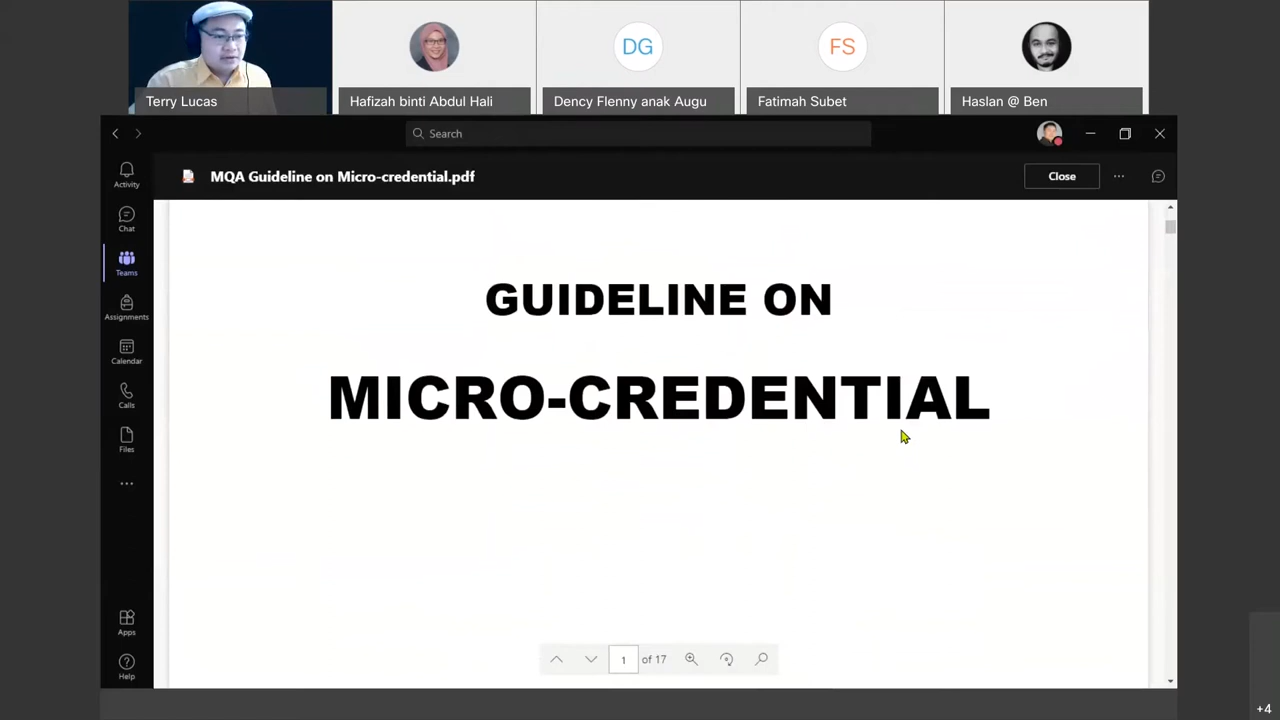 DG
FS
Terry Lucas
Hafizah binti Abdul Hali
Dency Flenny anak Augu
Fatimah Subet
Haslan @ Ben
Search
Activity
MQA Guideline on Micro-credential.pdf
Close
Chat
Teams
Assignments
Calendar
Calls
Files
GUIDELINE ON
MICRO-CREDENTIAL
Apps
Help
1 of 17
+4